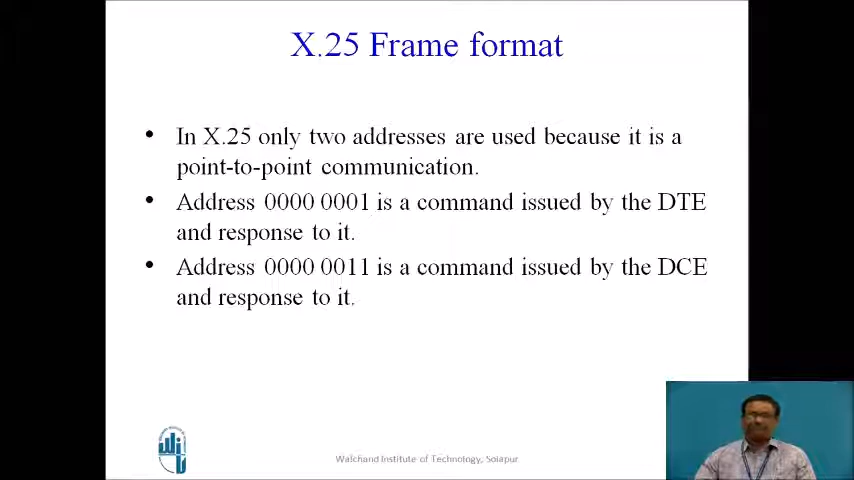 X.25 Frame format
• In X.25 only two addresses are used because it is a
point-to-point communication.
• Address 0000 0001 is a command issued by the DTE
and response to it.
• Address 0000 0011 is a command issued by the DCE
and response to it.
Walchand Institute of Technology, Solapur